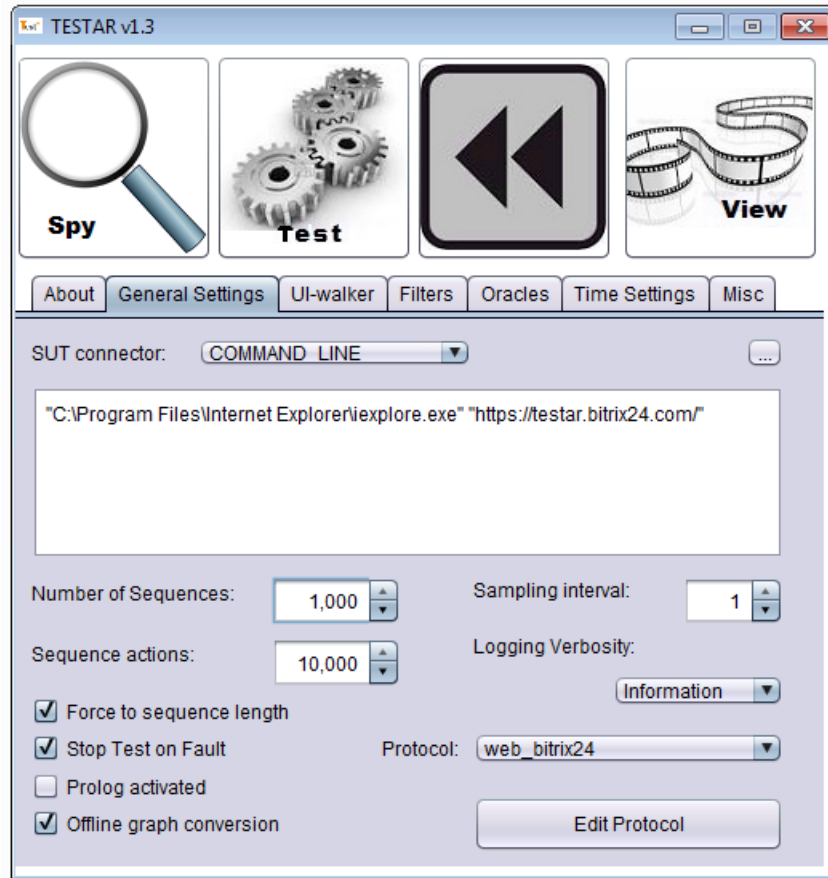 TESTAR v1.3
Spy
Test
View
About General Settings UI-walker Filters Oracles Time Settings Misc
SUT connector: COMMAND_LINE ...
"C:\Program Files\Internet Explorer\iexplore.exe" "https://testar.bitrix24.com/"
Number of Sequences: 1,000 Sampling interval: 1
Sequence actions: 10,000 Logging Verbosity:
Information
Force to sequence length
Stop Test on Fault Protocol: web_bitrix24
Prolog activated
Offline graph conversion Edit Protocol